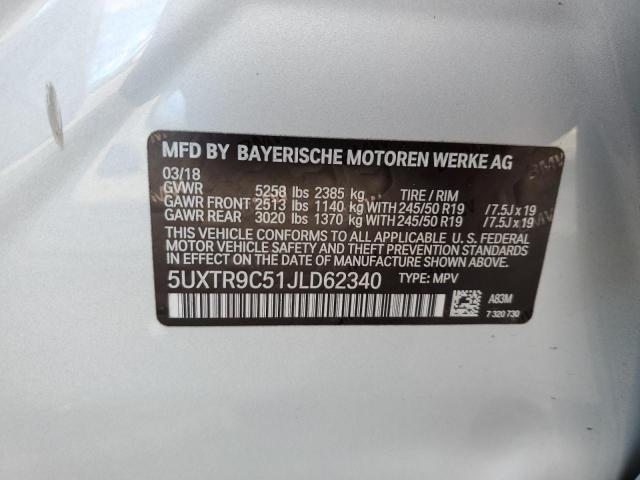 MFD BY BAYERISCHE MOTOREN WERKE AG
03/18
GVWR 5258 lbs 2385 kg TIRE / RIM
GAWR FRONT 2513 lbs 1140 kg WITH 245/50 R19 /7.5J x 19
GAWR REAR 3020 lbs 1370 kg WITH 245/50 R19 /7.5J x 19
THIS VEHICLE CONFORMS TO ALL APPLICABLE U. S. FEDERAL
MOTOR VEHICLE SAFETY, BUMPER, AND THEFT PREVENTION STANDARDS
IN EFFECT ON THE DATE OF MANUFACTURE SHOWN ABOVE.
5UXTR9C51JLD62340 TYPE: MPV
A83M
7 320 730